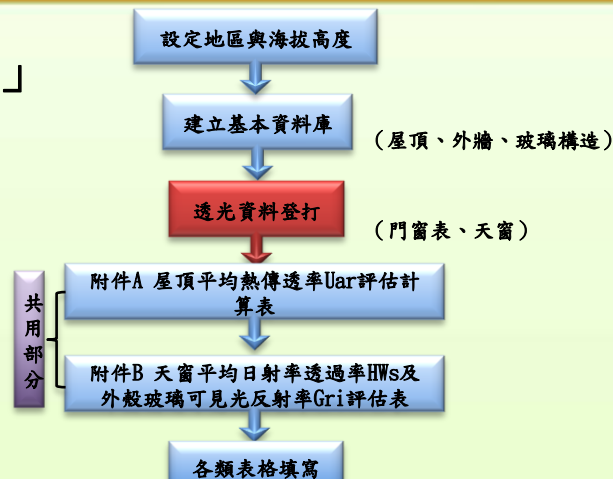 」
設定地區與海拔高度
建立基本資料庫
(屋頂、外牆、玻璃構造)
透光資料登打
(門窗表、天窗)
共用部分
附件A 屋頂平均熱傳透率Uar評估計
算表
附件B 天窗平均日射率透過率HWs及
外殼玻璃可見光反射率Gri評估表
各類表格填寫